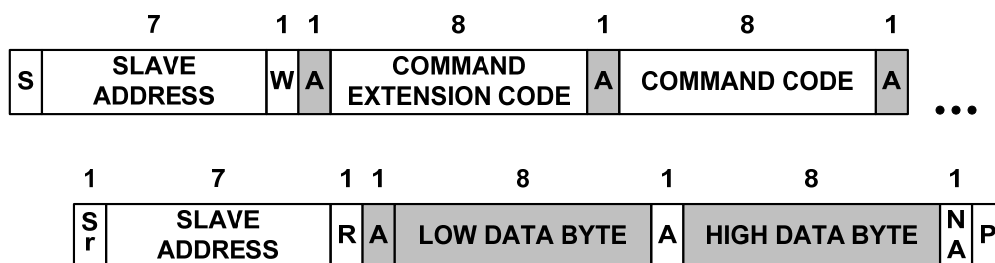 7 1 1 8 1 8 1
S SLAVE ADDRESS W A COMMAND EXTENSION CODE A COMMAND CODE A ...
1 7 1 1 8 1 8 1
Sr SLAVE ADDRESS R A LOW DATA BYTE A HIGH DATA BYTE NA P